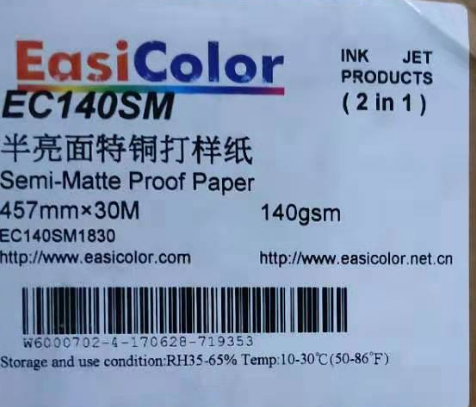 EasiColor
INK JET
PRODUCTS
( 2 in 1 )
EC140SM
半亮面特铜打样纸
Semi-Matte Proof Paper
457mm×30M 140gsm
EC140SM1830
http://www.easicolor.com http://www.easicolor.net.cn
W6000702-4-170628-719353
Storage and use condition:RH35-65% Temp:10-30℃(50-86℉)